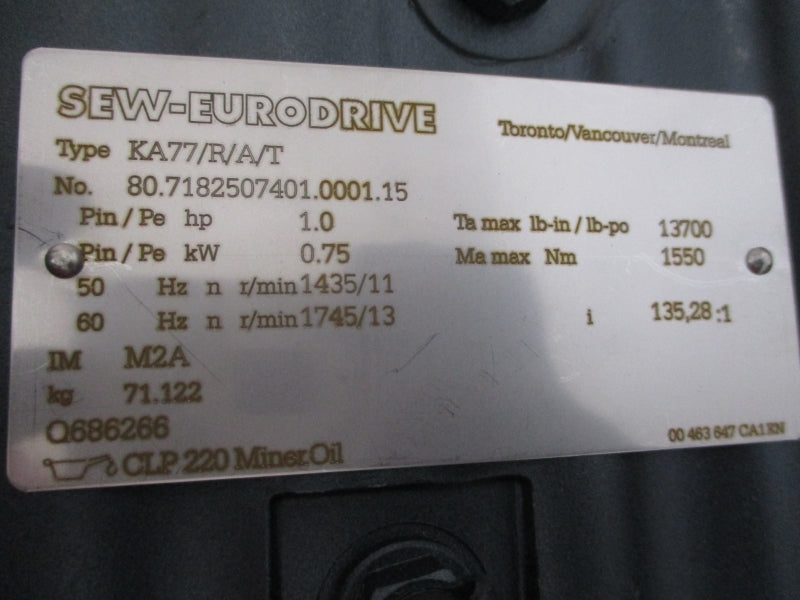 SEW-EURODRIVE Toronto/Vancouver/Montreal
Type KA77/R/A/T
No. 80.7182507401.0001.15
Pin / Pe hp 1.0 Ta max lb-in / lb-po 13700
Pin / Pe kW 0.75 Ma max Nm 1550
50 Hz n r/min 1435/11
60 Hz n r/min 1745/13 i 135,28 :1
IM M2A
kg 71.122
Q686266
CLP 220 Miner.Oil 00 463 647 CA1EN